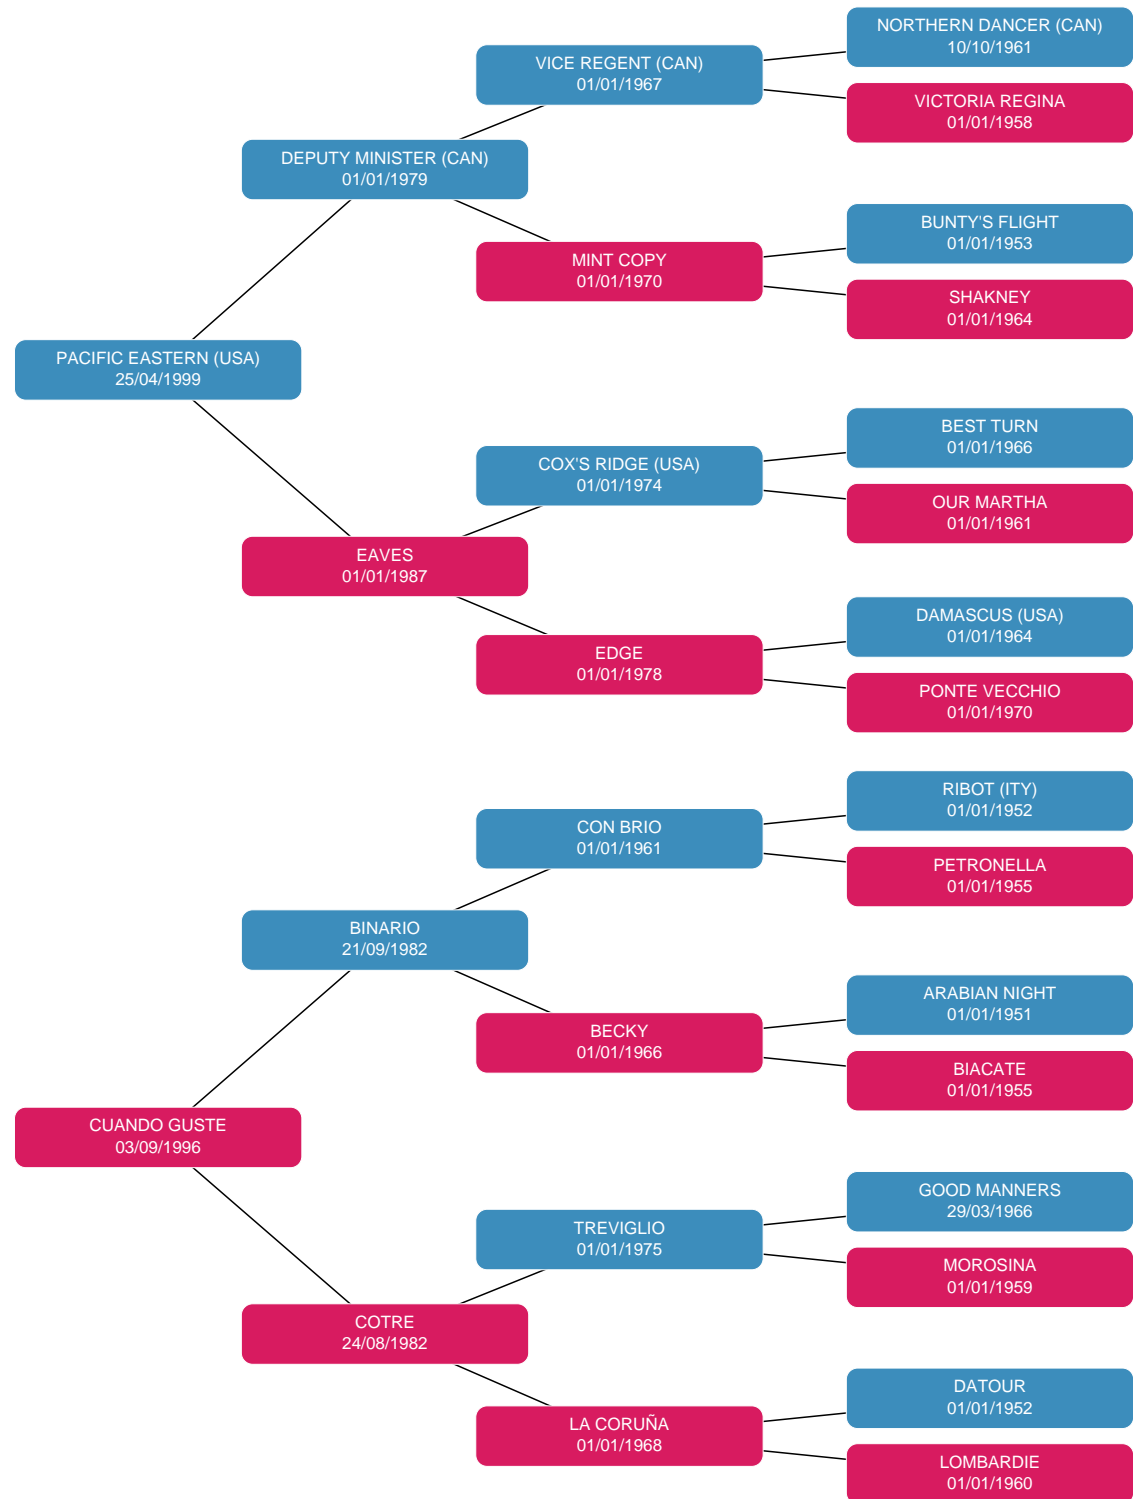 NORTHERN DANCER (CAN)
10/10/1961
VICE REGENT (CAN)
01/01/1967
VICTORIA REGINA
01/01/1958
DEPUTY MINISTER (CAN)
01/01/1979
BUNTY'S FLIGHT
01/01/1953
MINT COPY
01/01/1970
SHAKNEY
01/01/1964
PACIFIC EASTERN (USA)
25/04/1999
BEST TURN
01/01/1966
COX'S RIDGE (USA)
01/01/1974
OUR MARTHA
01/01/1961
EAVES
01/01/1987
DAMASCUS (USA)
01/01/1964
EDGE
01/01/1978
PONTE VECCHIO
01/01/1970
RIBOT (ITY)
01/01/1952
CON BRIO
01/01/1961
PETRONELLA
01/01/1955
BINARIO
21/09/1982
ARABIAN NIGHT
01/01/1951
BECKY
01/01/1966
BIACATE
01/01/1955
CUANDO GUSTE
03/09/1996
GOOD MANNERS
29/03/1966
TREVIGLIO
01/01/1975
MOROSINA
01/01/1959
COTRE
24/08/1982
DATOUR
01/01/1952
LA CORUÑA
01/01/1968
LOMBARDIE
01/01/1960